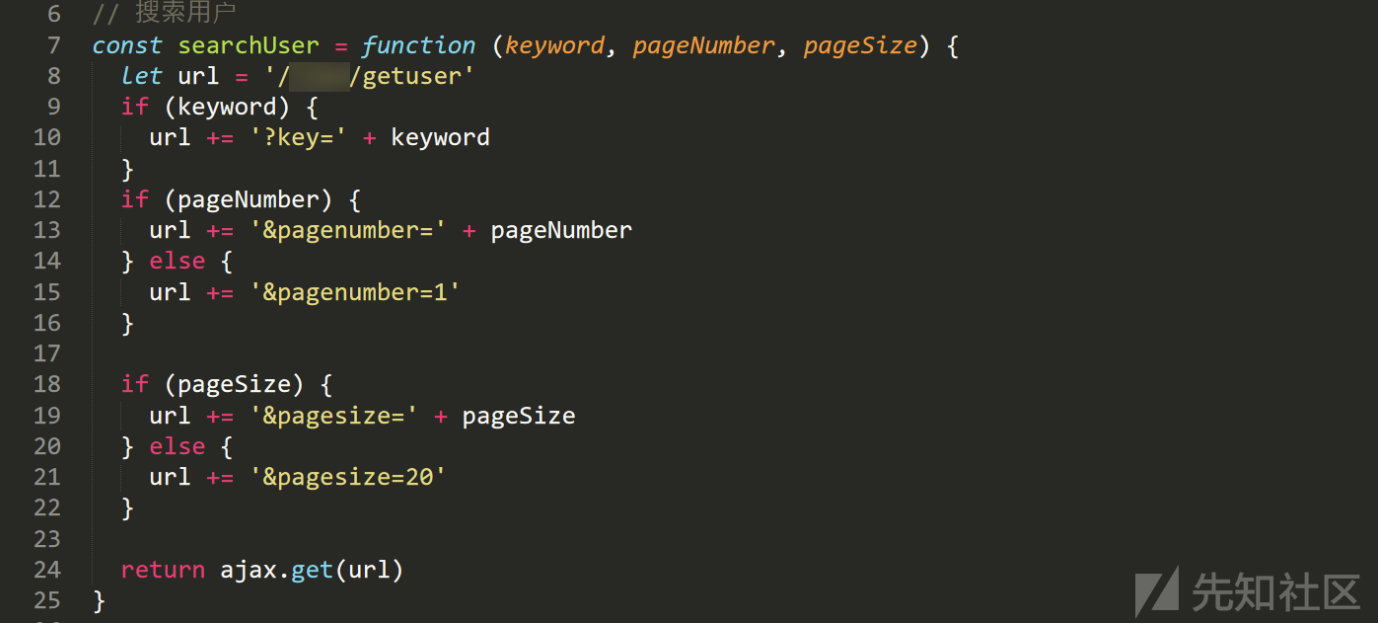 6 // 搜索用户
7 const searchUser = function (keyword, pageNumber, pageSize) {
8 let url = '/ /getuser'
9 if (keyword) {
10 url += '?key=' + keyword
11 }
12 if (pageNumber) {
13 url += '&pagenumber=' + pageNumber
14 } else {
15 url += '&pagenumber=1'
16 }
17
18 if (pageSize) {
19 url += '&pagesize=' + pageSize
20 } else {
21 url += '&pagesize=20'
22 }
23
24 return ajax.get(url)
25 }
先知社区